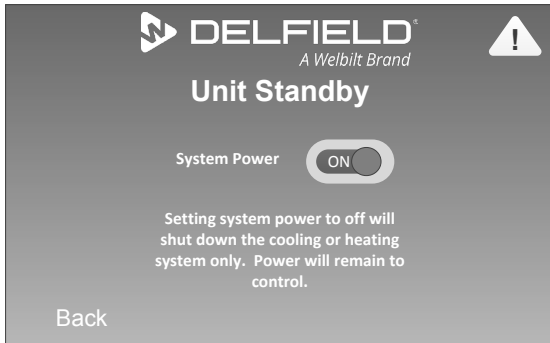 DELFIELD®
A Welbilt Brand
!
Unit Standby
System Power
ON
Setting system power to off will
shut down the cooling or heating
system only. Power will remain to
control.
Back